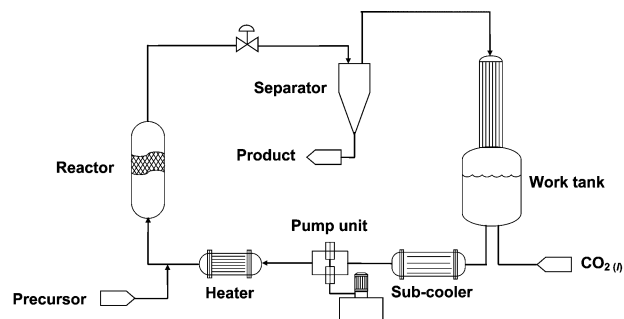 Separator
Product
Reactor
Work tank
Pump unit
CO₂ (l)
Heater
Sub-cooler
Precursor